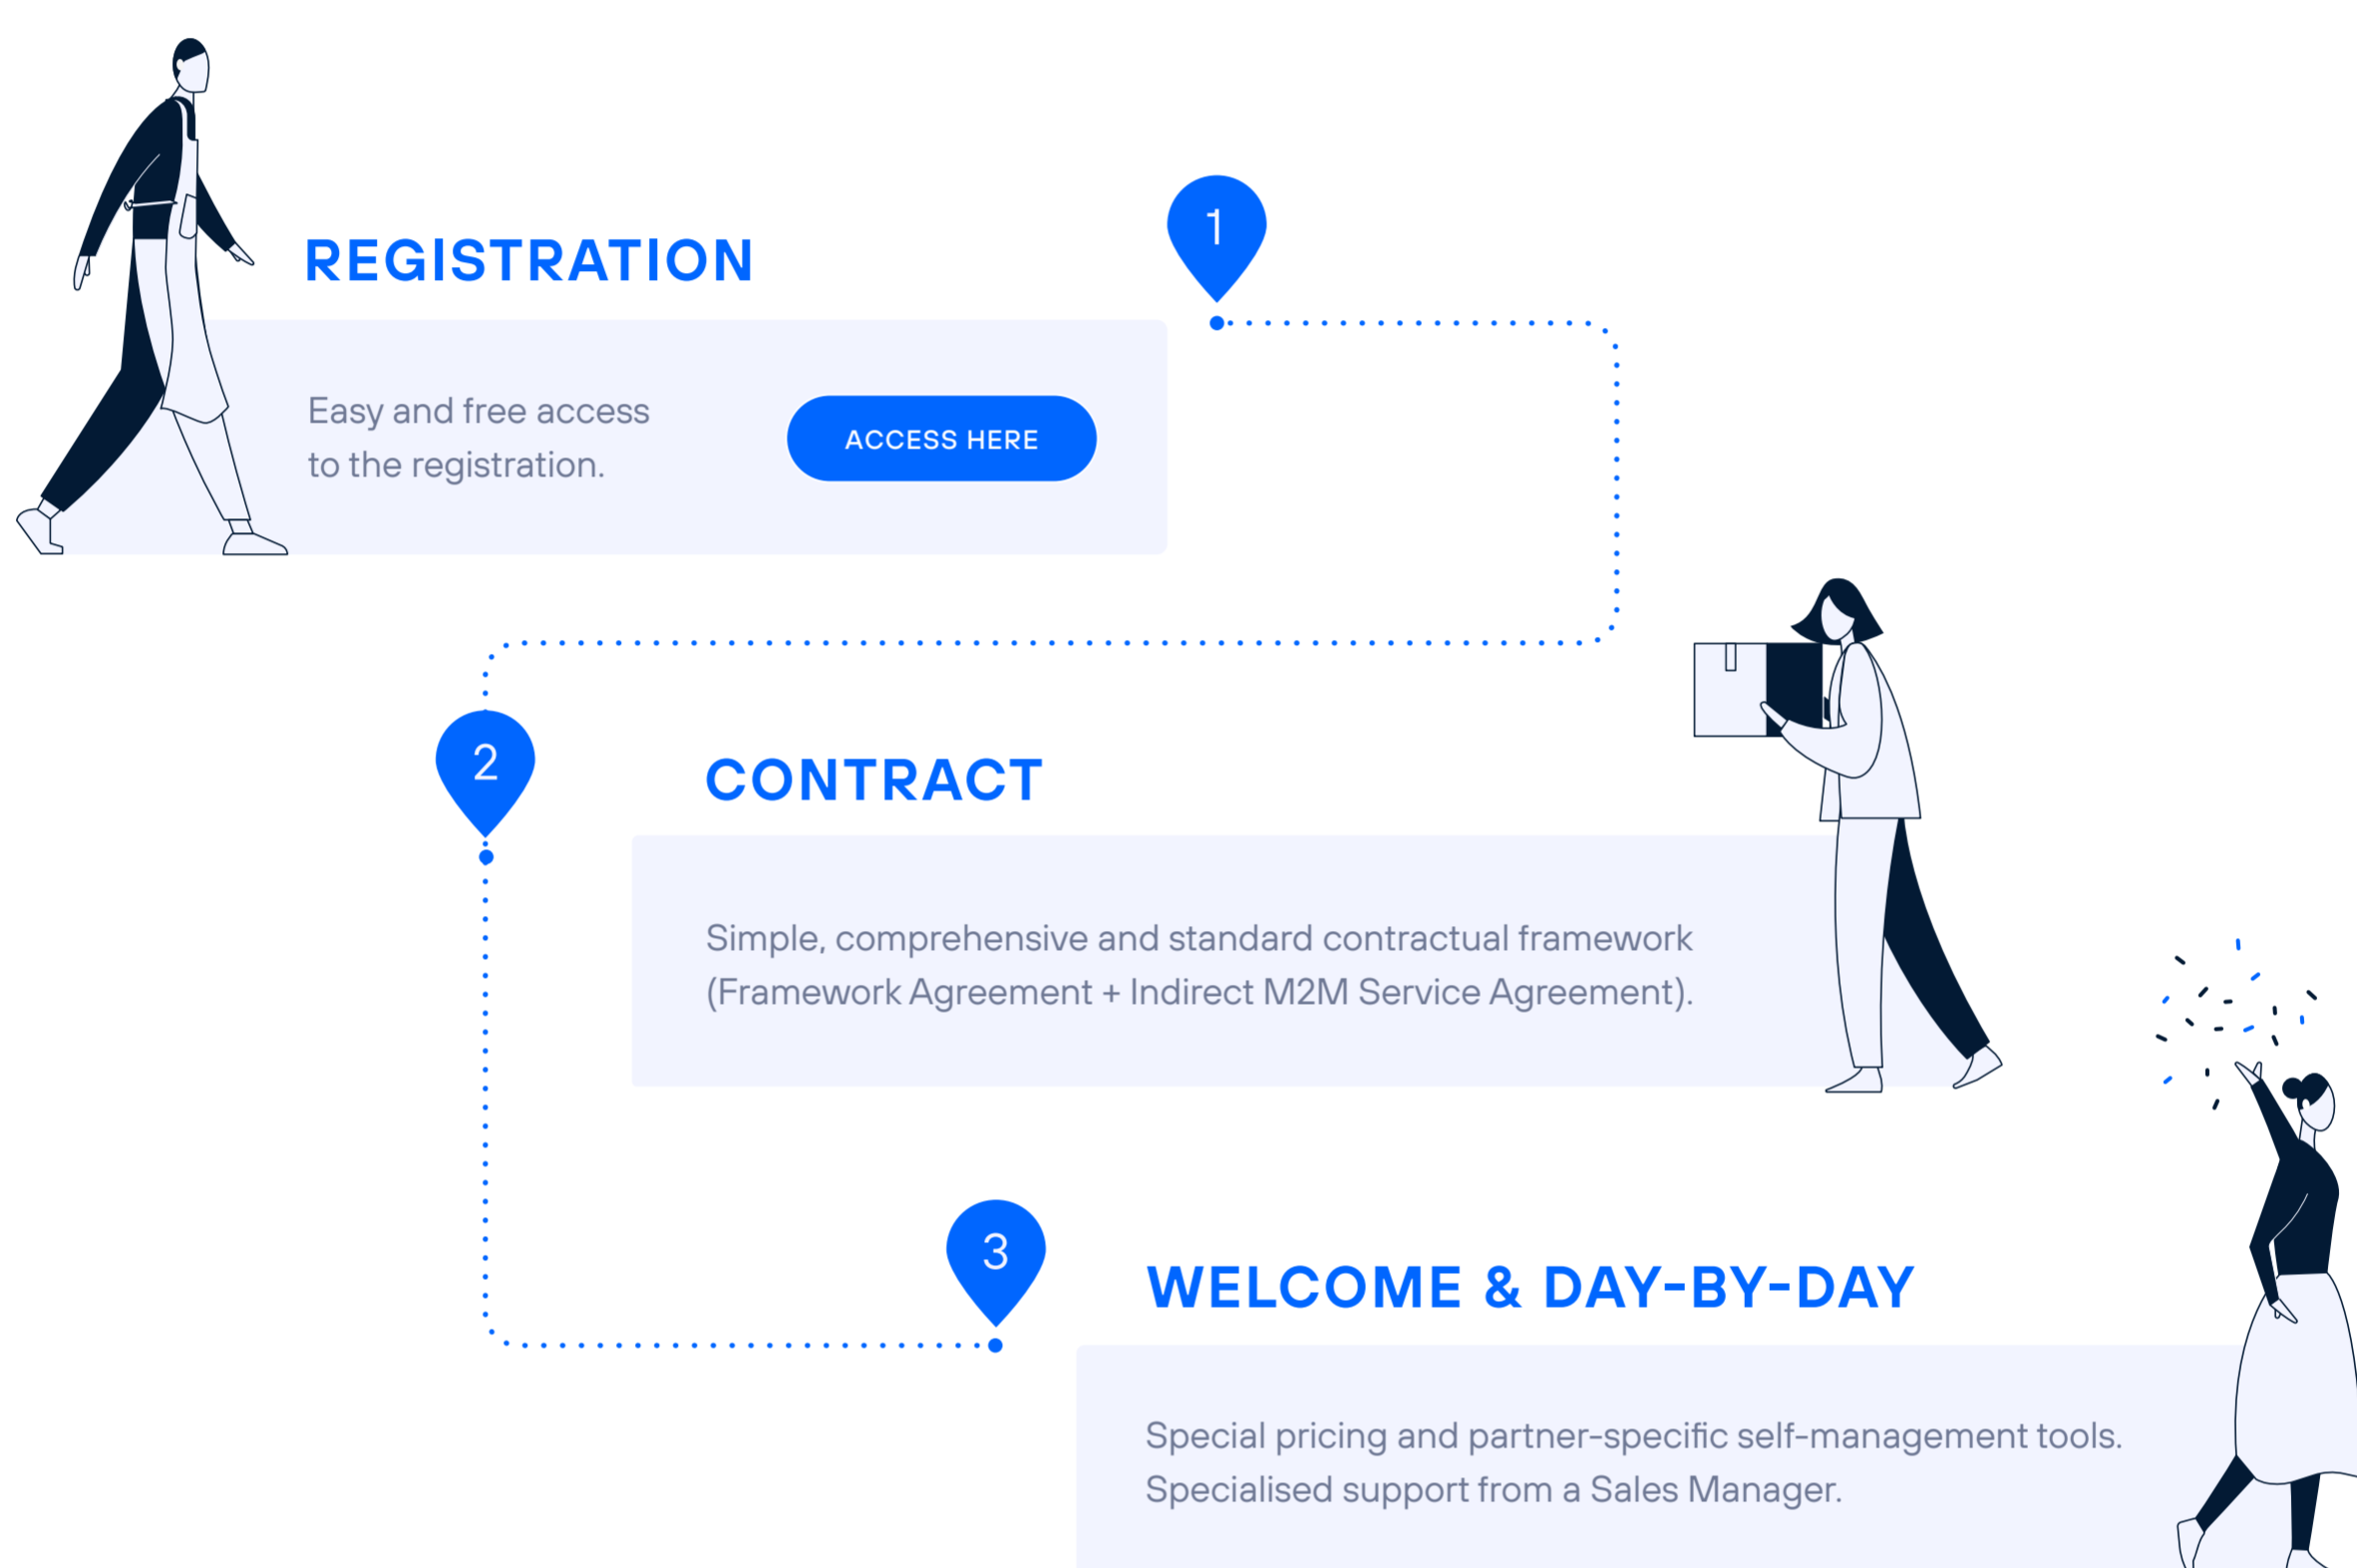 1
REGISTRATION
Easy and free access
to the registration.
ACCESS HERE
2
CONTRACT
Simple, comprehensive and standard contractual framework
(Framework Agreement + Indirect M2M Service Agreement).
3
WELCOME & DAY-BY-DAY
Special pricing and partner-specific self-management tools.
Specialised support from a Sales Manager.